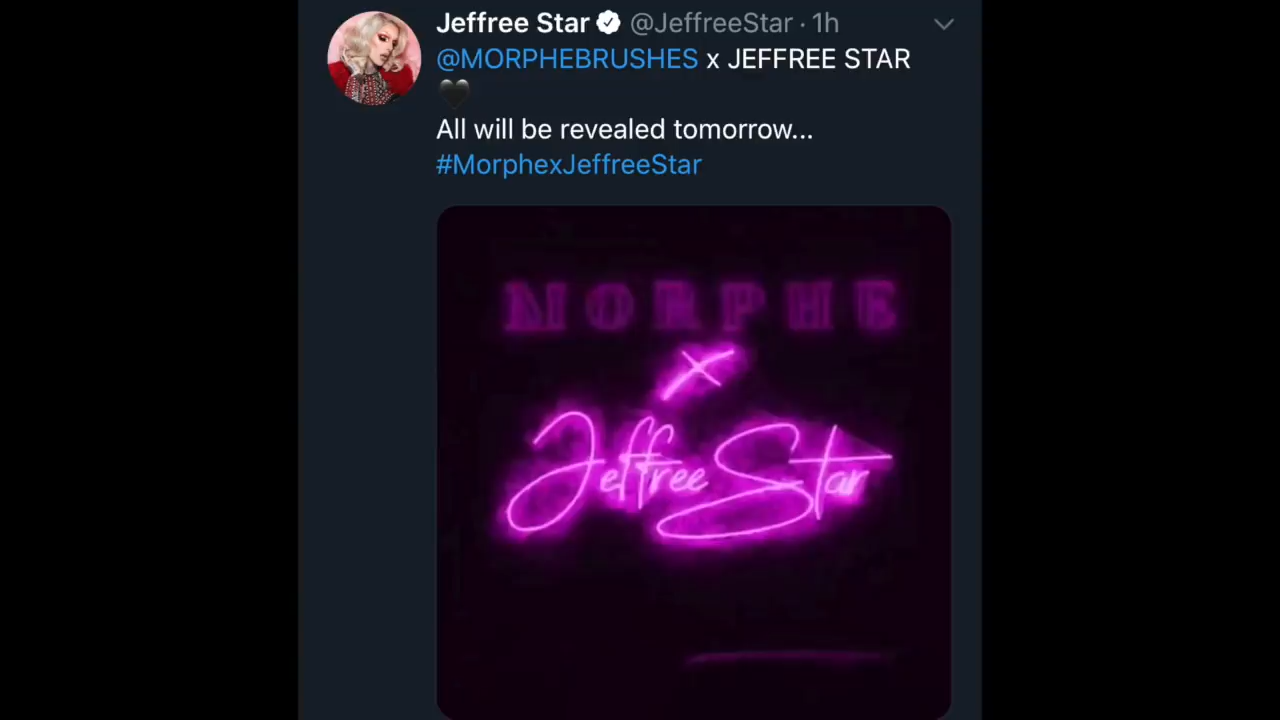 Jeffree Star @JeffreeStar · 1h
@MORPHEBRUSHES x JEFFREE STAR
🖤
All will be revealed tomorrow...
#MorphexJeffreeStar
MORPHE
x
Jeffree Star